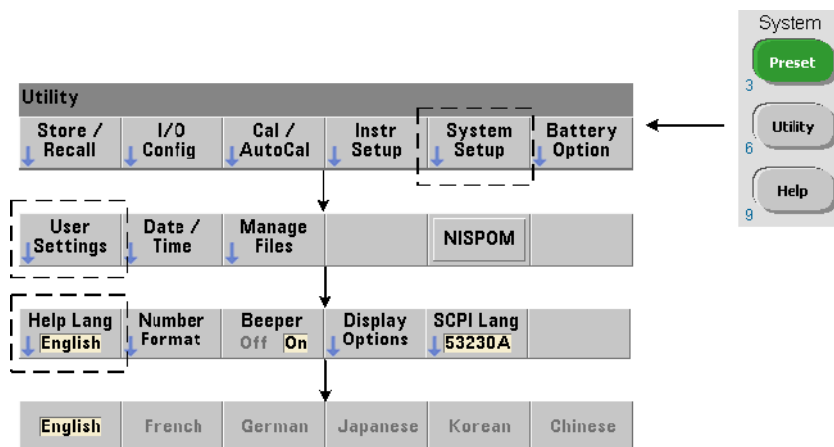 System
Preset
3
Utility
6
Help
9
Utility
Store / Recall
I/O Config
Cal / AutoCal
Instr Setup
System Setup
Battery Option
User Settings
Date / Time
Manage Files
NISPOM
Help Lang English
Number Format
Beeper Off On
Display Options
SCPI Lang 53230A
English
French
German
Japanese
Korean
Chinese